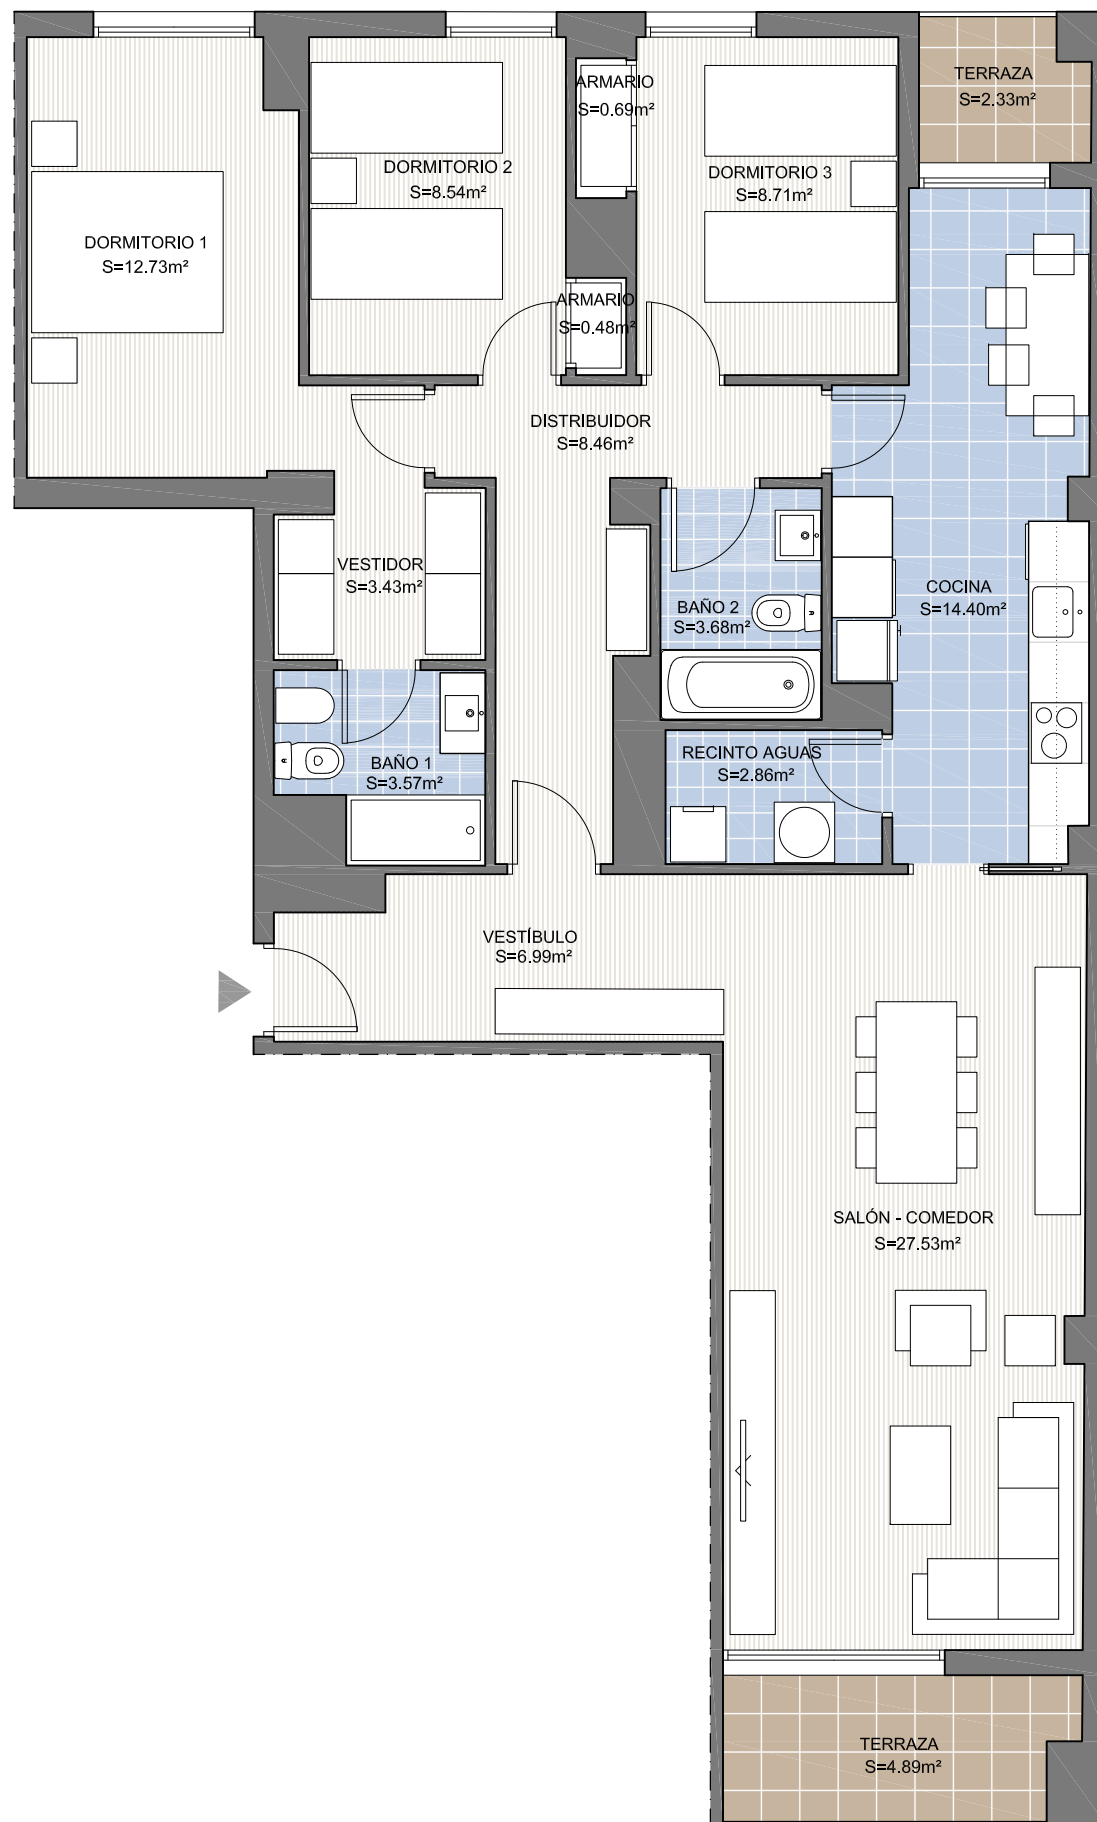 TERRAZA
S=2.33m²
ARMARIO
S=0.69m²
DORMITORIO 2
S=8.54m²
DORMITORIO 3
S=8.71m²
DORMITORIO 1
S=12.73m²
ARMARIO
S=0.48m²
DISTRIBUIDOR
S=8.46m²
VESTIDOR
S=3.43m²
BAÑO 2
S=3.68m²
COCINA
S=14.40m²
BAÑO 1
S=3.57m²
RECINTO AGUAS
S=2.86m²
VESTÍBULO
S=6.99m²
SALÓN - COMEDOR
S=27.53m²
TERRAZA
S=4.89m²